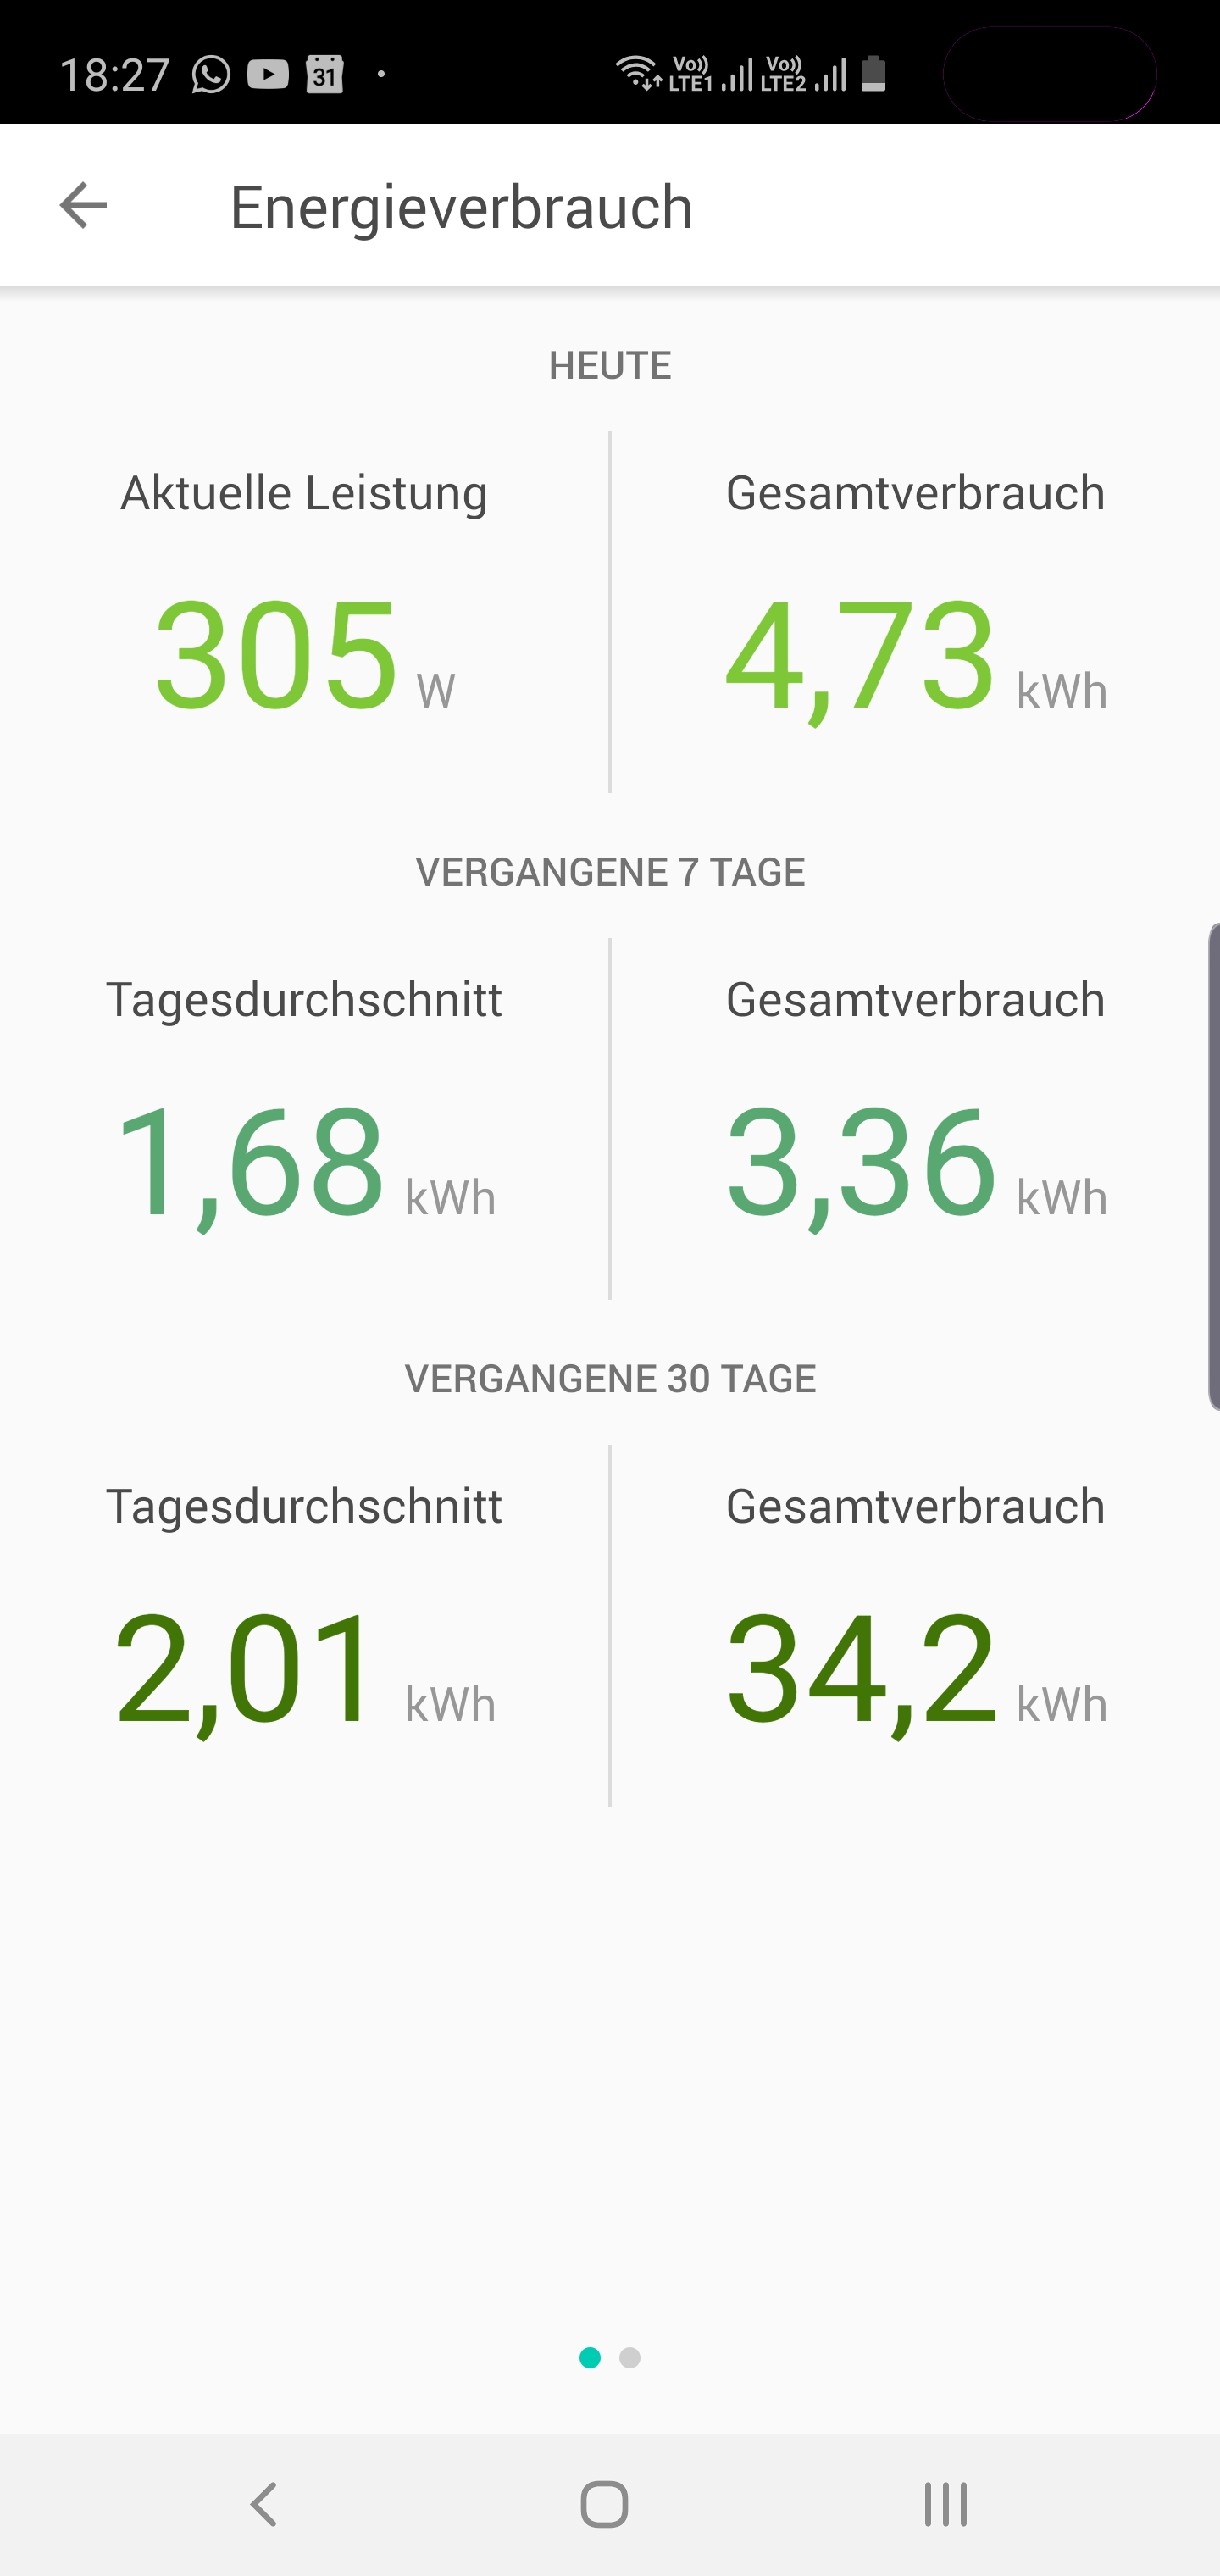 18:27 31 Vo)) LTE1 Vo)) LTE2
Energieverbrauch
HEUTE
Aktuelle Leistung
305 W
Gesamtverbrauch
4,73 kWh
VERGANGENE 7 TAGE
Tagesdurchschnitt
1,68 kWh
Gesamtverbrauch
3,36 kWh
VERGANGENE 30 TAGE
Tagesdurchschnitt
2,01 kWh
Gesamtverbrauch
34,2 kWh